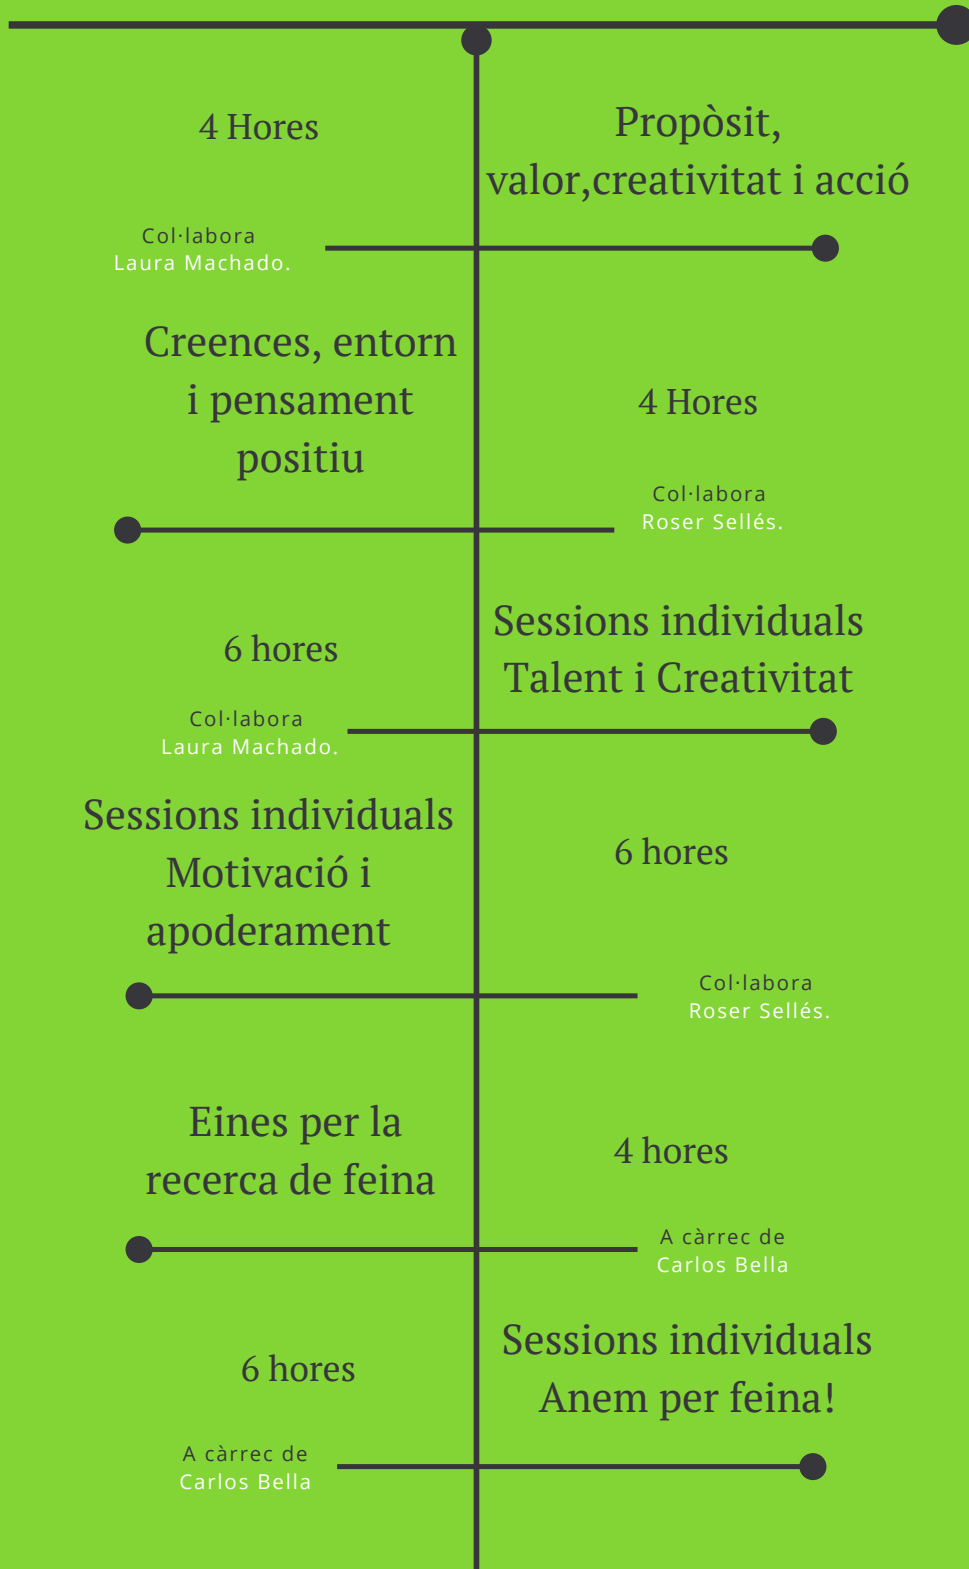 4 Hores
Propòsit,
valor,creativitat i acció
Col·labora
Laura Machado.
Creences, entorn
i pensament
positiu
4 Hores
Col·labora
Roser Sellés.
6 hores
Sessions individuals
Talent i Creativitat
Col·labora
Laura Machado.
Sessions individuals
Motivació i
apoderament
6 hores
Col·labora
Roser Sellés.
Eines per la
recerca de feina
4 hores
A càrrec de
Carlos Bella
6 hores
Sessions individuals
Anem per feina!
A càrrec de
Carlos Bella